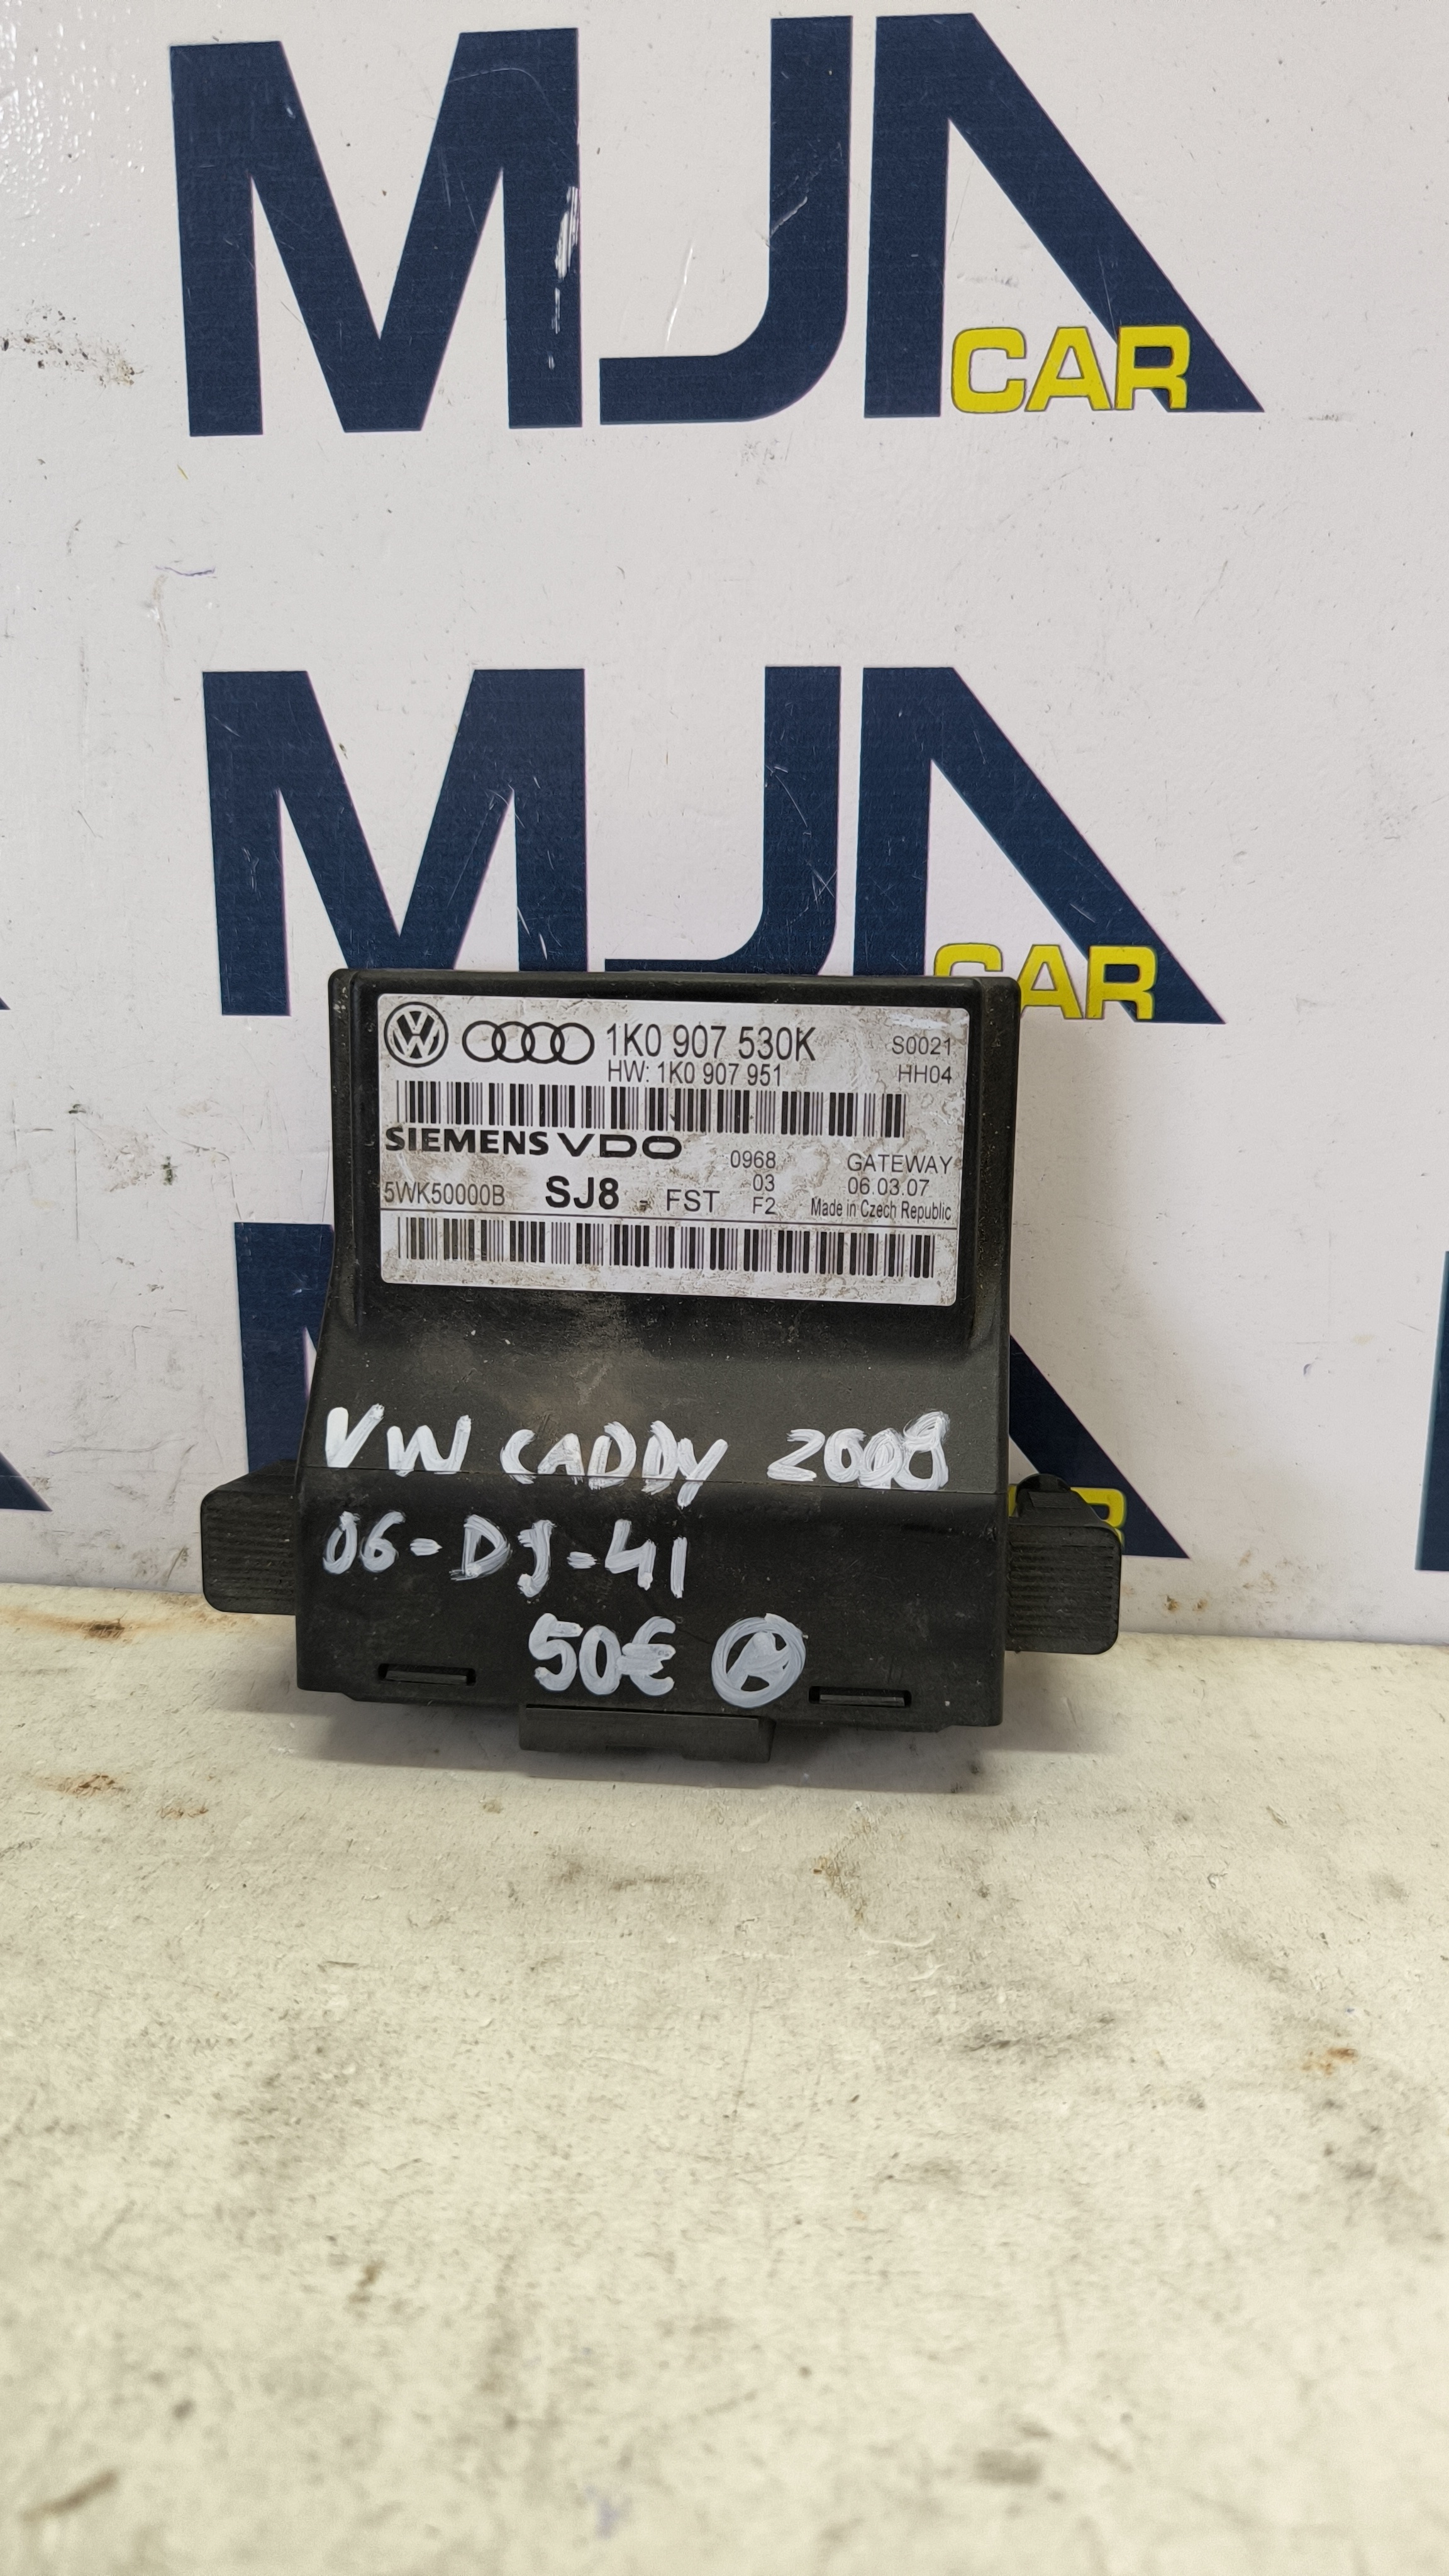 MJA
CAR
MJA
CAR
1K0 907 530K
S0021
HW: 1K0 907 951
HH04
SIEMENS VDO
0968
GATEWAY
03
06.03.07
5WK50000B
SJ8
FST
F2
Made in Czech Republic
VW CADDY
06-DJ-41
50€